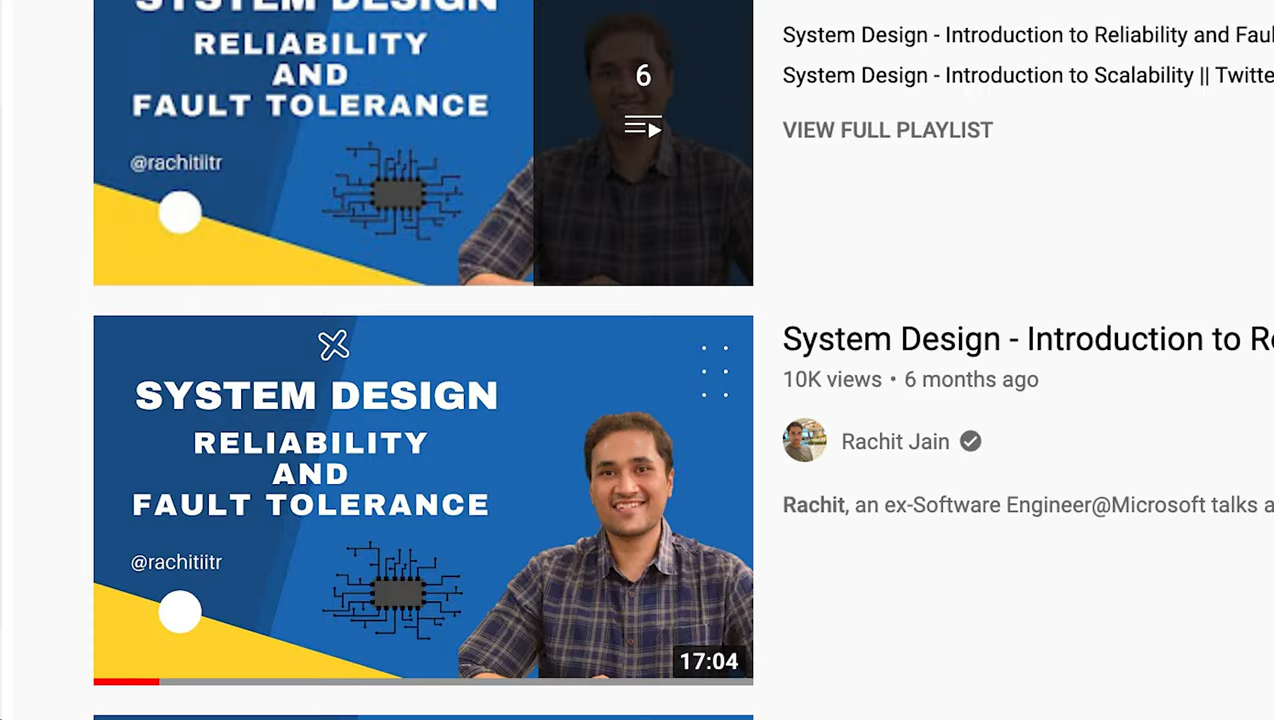 SYSTEM DESIGN
RELIABILITY
AND
FAULT TOLERANCE
@rachitiitr
6
System Design - Introduction to Reliability and Faul
System Design - Introduction to Scalability || Twitte
VIEW FULL PLAYLIST
SYSTEM DESIGN
RELIABILITY
AND
FAULT TOLERANCE
@rachitiitr
17:04
System Design - Introduction to R
10K views • 6 months ago
Rachit Jain
Rachit, an ex-Software Engineer@Microsoft talks a